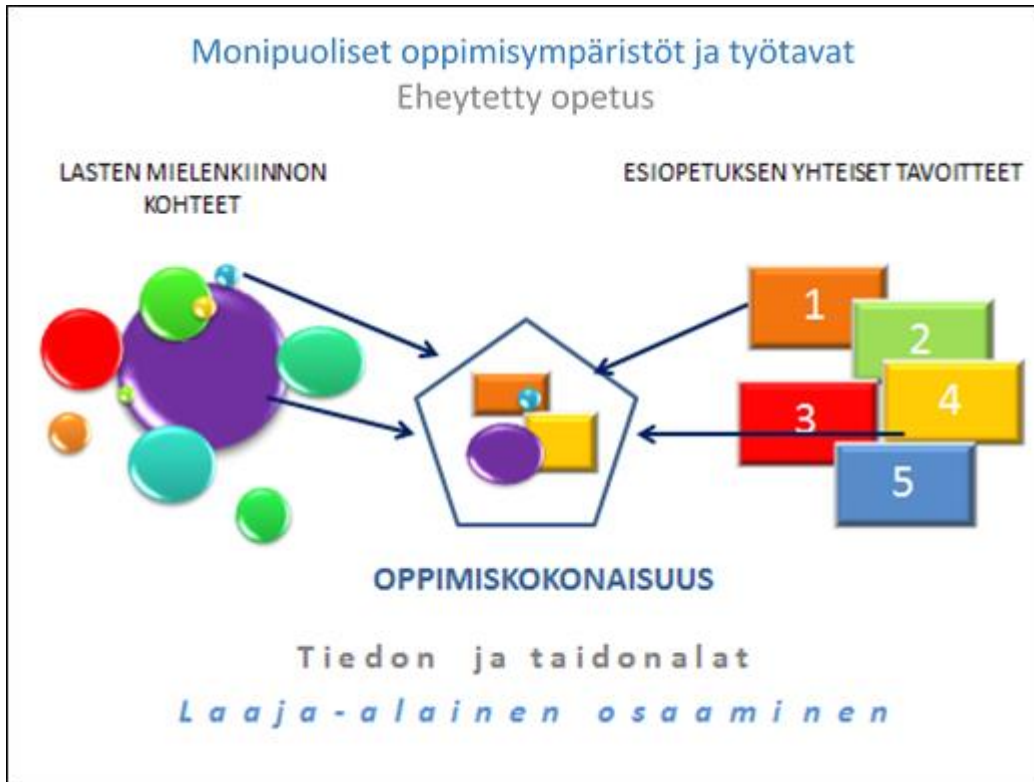 Monipuoliset oppimisympäristöt ja työtavat
Eheytetty opetus
LASTEN MIELENKIINNON
KOHTEET
ESIOPETUKSEN YHTEISET TAVOITTEET
1
2
3
4
5
OPPIMISKOKONAISUUS
Tiedon ja taidonalat
Laaja-alainen osaaminen